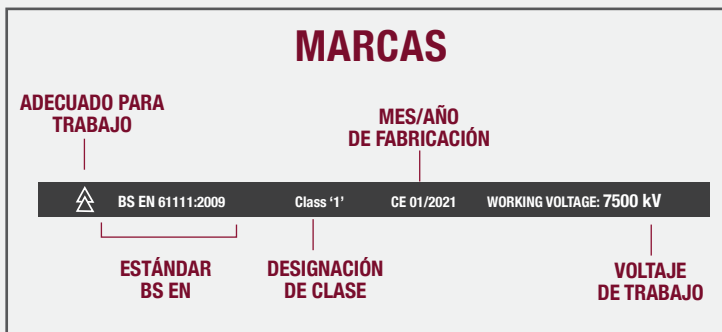 MARCAS
ADECUADO PARA
TRABAJO
MES/AÑO
DE FABRICACIÓN
BS EN 61111:2009 Class ‘1’ CE 01/2021 WORKING VOLTAGE: 7500 kV
ESTÁNDAR
BS EN
DESIGNACIÓN
DE CLASE
VOLTAJE
DE TRABAJO